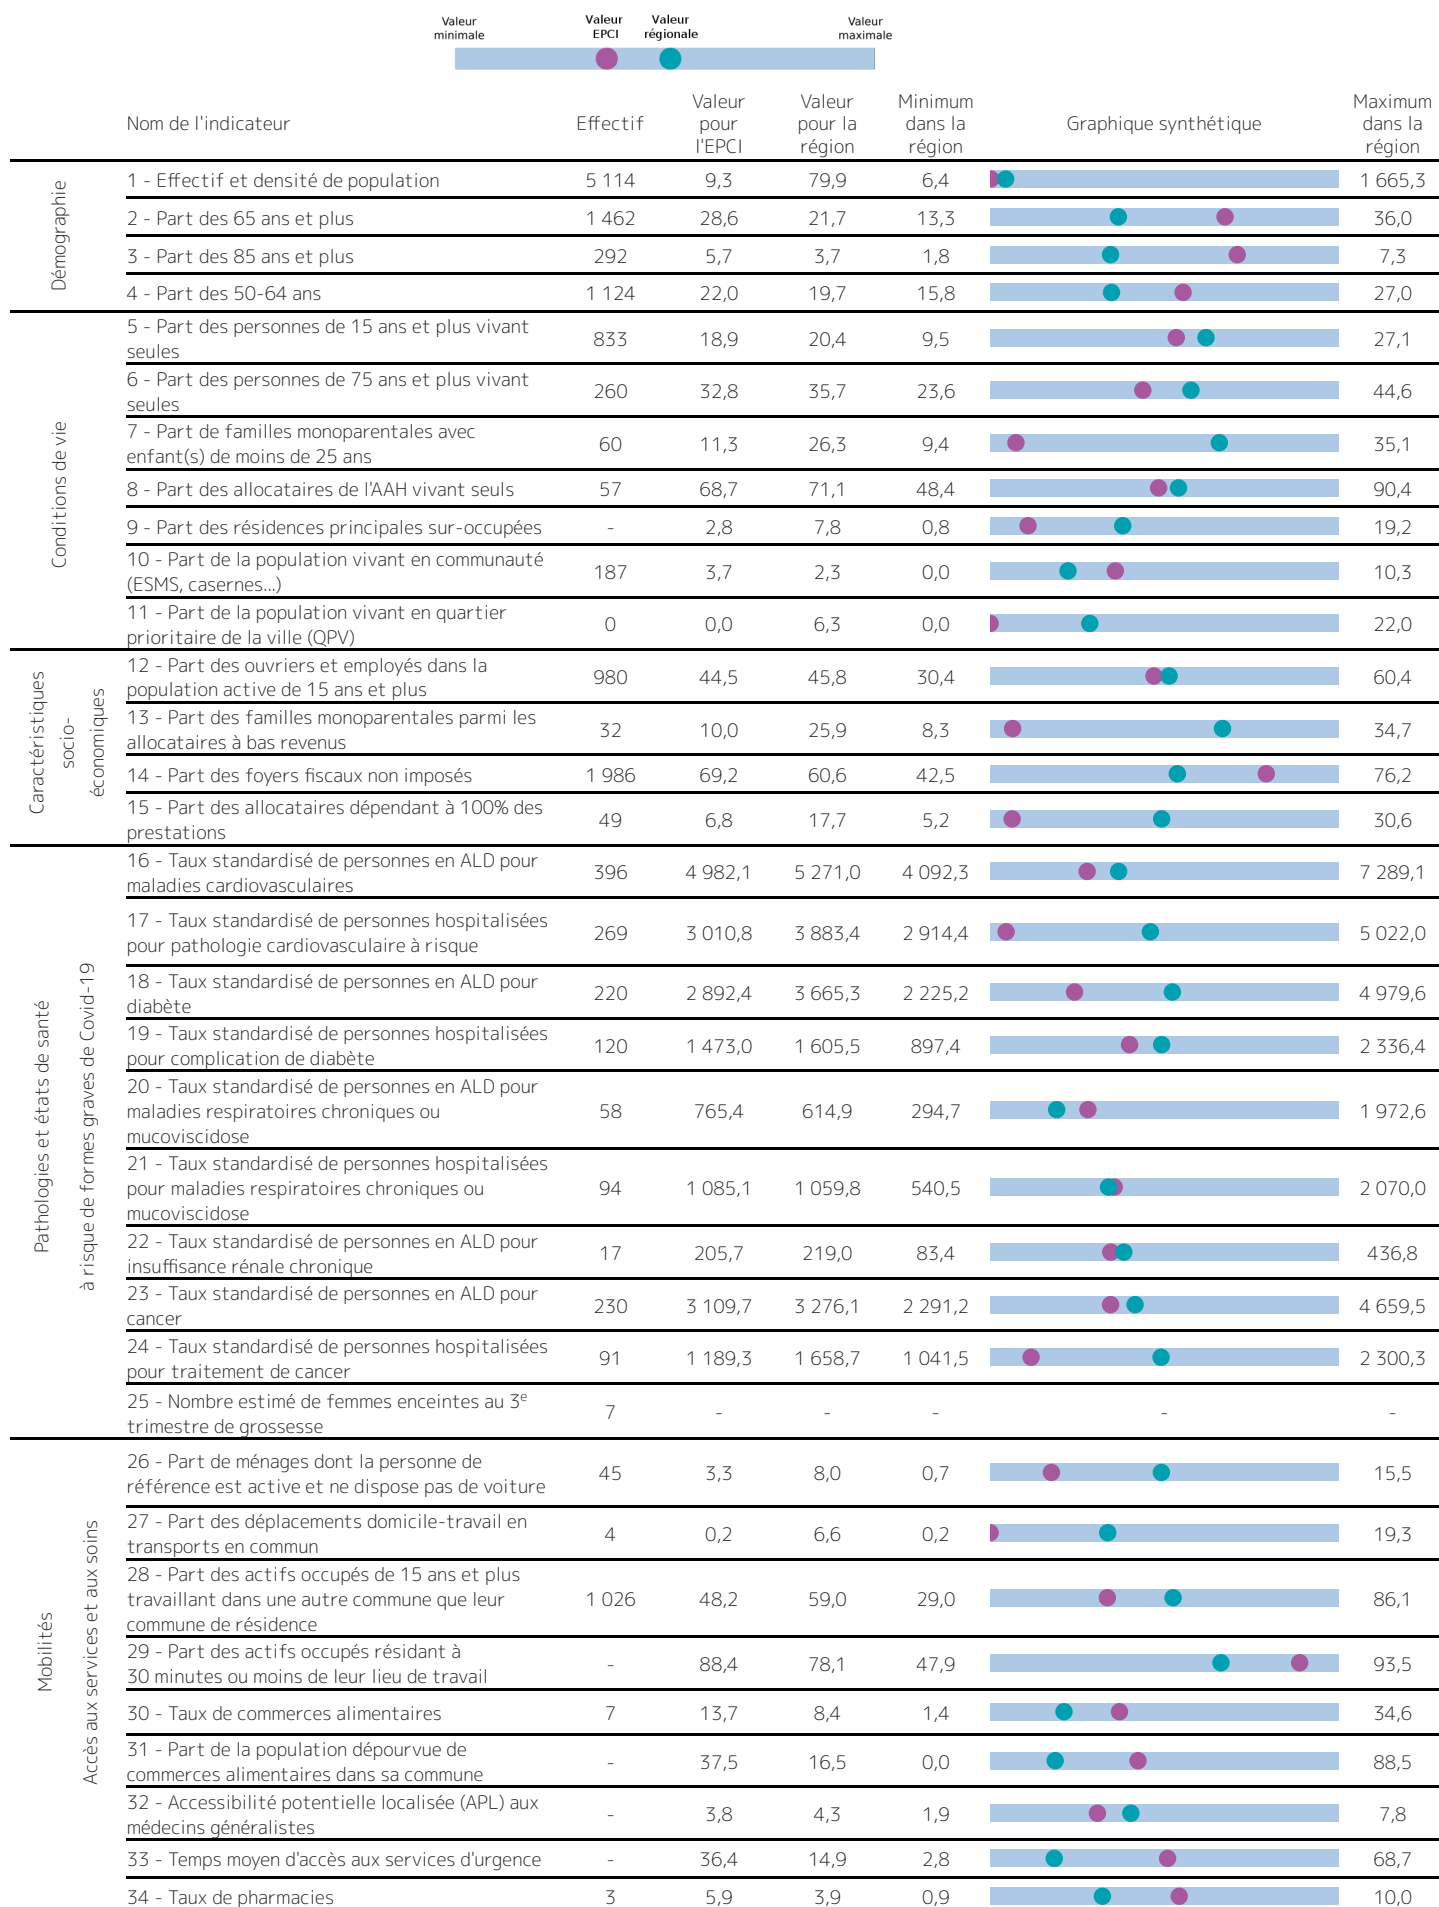 Valeur minimale
Valeur EPCI
Valeur régionale
Valeur maximale
Nom de l'indicateur
Effectif
Valeur pour l'EPCI
Valeur pour la région
Minimum dans la région
Graphique synthétique
Maximum dans la région
Démographie
1 - Effectif et densité de population 5 114 9,3 79,9 6,4 1 665,3
2 - Part des 65 ans et plus 1 462 28,6 21,7 13,3 36,0
3 - Part des 85 ans et plus 292 5,7 3,7 1,8 7,3
4 - Part des 50-64 ans 1 124 22,0 19,7 15,8 27,0
Conditions de vie
5 - Part des personnes de 15 ans et plus vivant
seules
833 18,9 20,4 9,5 27,1
6 - Part des personnes de 75 ans et plus vivant
seules
260 32,8 35,7 23,6 44,6
7 - Part de familles monoparentales avec
enfant(s) de moins de 25 ans
60 11,3 26,3 9,4 35,1
8 - Part des allocataires de l'AAH vivant seuls 57 68,7 71,1 48,4 90,4
9 - Part des résidences principales sur-occupées - 2,8 7,8 0,8 19,2
10 - Part de la population vivant en communauté
(ESMS, casernes...)
187 3,7 2,3 0,0 10,3
11 - Part de la population vivant en quartier
prioritaire de la ville (QPV)
0 0,0 6,3 0,0 22,0
Caractéristiques
socio-
économiques
12 - Part des ouvriers et employés dans la
population active de 15 ans et plus
980 44,5 45,8 30,4 60,4
13 - Part des familles monoparentales parmi les
allocataires à bas revenus
32 10,0 25,9 8,3 34,7
14 - Part des foyers fiscaux non imposés 1 986 69,2 60,6 42,5 76,2
15 - Part des allocataires dépendant à 100% des
prestations
49 6,8 17,7 5,2 30,6
Pathologies et états de santé
à risque de formes graves de Covid-19
16 - Taux standardisé de personnes en ALD pour
maladies cardiovasculaires
396 4 982,1 5 271,0 4 092,3 7 289,1
17 - Taux standardisé de personnes hospitalisées
pour pathologie cardiovasculaire à risque
269 3 010,8 3 883,4 2 914,4 5 022,0
18 - Taux standardisé de personnes en ALD pour
diabète
220 2 892,4 3 665,3 2 225,2 4 979,6
19 - Taux standardisé de personnes hospitalisées
pour complication de diabète
120 1 473,0 1 605,5 897,4 2 336,4
20 - Taux standardisé de personnes en ALD pour
maladies respiratoires chroniques ou
mucoviscidose
58 765,4 614,9 294,7 1 972,6
21 - Taux standardisé de personnes hospitalisées
pour maladies respiratoires chroniques ou
mucoviscidose
94 1 085,1 1 059,8 540,5 2 070,0
22 - Taux standardisé de personnes en ALD pour
insuffisance rénale chronique
17 205,7 219,0 83,4 436,8
23 - Taux standardisé de personnes en ALD pour
cancer
230 3 109,7 3 276,1 2 291,2 4 659,5
24 - Taux standardisé de personnes hospitalisées
pour traitement de cancer
91 1 189,3 1 658,7 1 041,5 2 300,3
25 - Nombre estimé de femmes enceintes au 3e
trimestre de grossesse
7 - - - - -
Mobilités
Accès aux services et aux soins
26 - Part de ménages dont la personne de
référence est active et ne dispose pas de voiture
45 3,3 8,0 0,7 15,5
27 - Part des déplacements domicile-travail en
transports en commun
4 0,2 6,6 0,2 19,3
28 - Part des actifs occupés de 15 ans et plus
travaillant dans une autre commune que leur
commune de résidence
1 026 48,2 59,0 29,0 86,1
29 - Part des actifs occupés résidant à
30 minutes ou moins de leur lieu de travail
- 88,4 78,1 47,9 93,5
30 - Taux de commerces alimentaires 7 13,7 8,4 1,4 34,6
31 - Part de la population dépourvue de
commerces alimentaires dans sa commune
- 37,5 16,5 0,0 88,5
32 - Accessibilité potentielle localisée (APL) aux
médecins généralistes
- 3,8 4,3 1,9 7,8
33 - Temps moyen d'accès aux services d'urgence - 36,4 14,9 2,8 68,7
34 - Taux de pharmacies 3 5,9 3,9 0,9 10,0